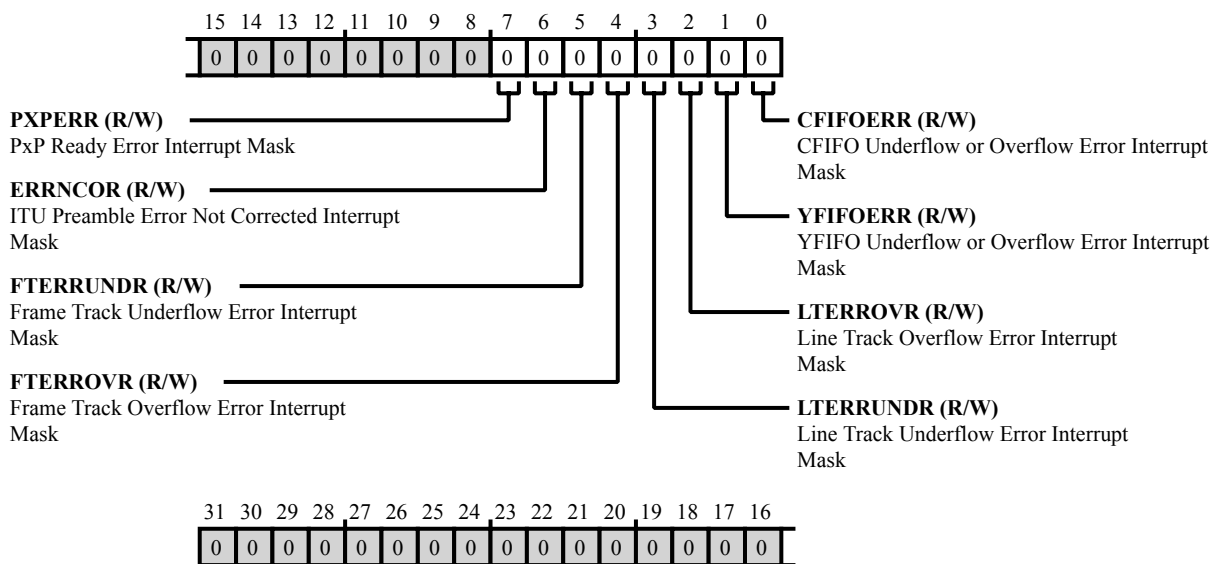 15 14 13 12 11 10 9 8 7 6 5 4 3 2 1 0
0 0 0 0 0 0 0 0 0 0 0 0 0 0 0 0
PXPERR (R/W)
PxP Ready Error Interrupt Mask
ERRNCOR (R/W)
ITU Preamble Error Not Corrected Interrupt
Mask
FTERRUNDR (R/W)
Frame Track Underflow Error Interrupt
Mask
FTERROVR (R/W)
Frame Track Overflow Error Interrupt
Mask
CFIFOERR (R/W)
CFIFO Underflow or Overflow Error Interrupt
Mask
YFIFOERR (R/W)
YFIFO Underflow or Overflow Error Interrupt
Mask
LTERROVR (R/W)
Line Track Overflow Error Interrupt
Mask
LTERRUNDR (R/W)
Line Track Underflow Error Interrupt
Mask
31 30 29 28 27 26 25 24 23 22 21 20 19 18 17 16
0 0 0 0 0 0 0 0 0 0 0 0 0 0 0 0